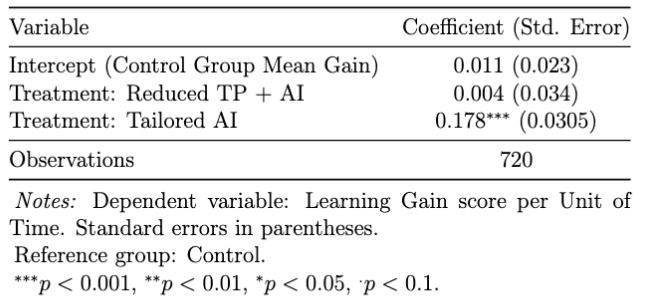 Variable Coefficient (Std. Error)
Intercept (Control Group Mean Gain) 0.011 (0.023)
Treatment: Reduced TP + AI 0.004 (0.034)
Treatment: Tailored AI 0.178*** (0.0305)
Observations 720
Notes: Dependent variable: Learning Gain score per Unit of
Time. Standard errors in parentheses.
Reference group: Control.
***p < 0.001, **p < 0.01, *p < 0.05, ·p < 0.1.